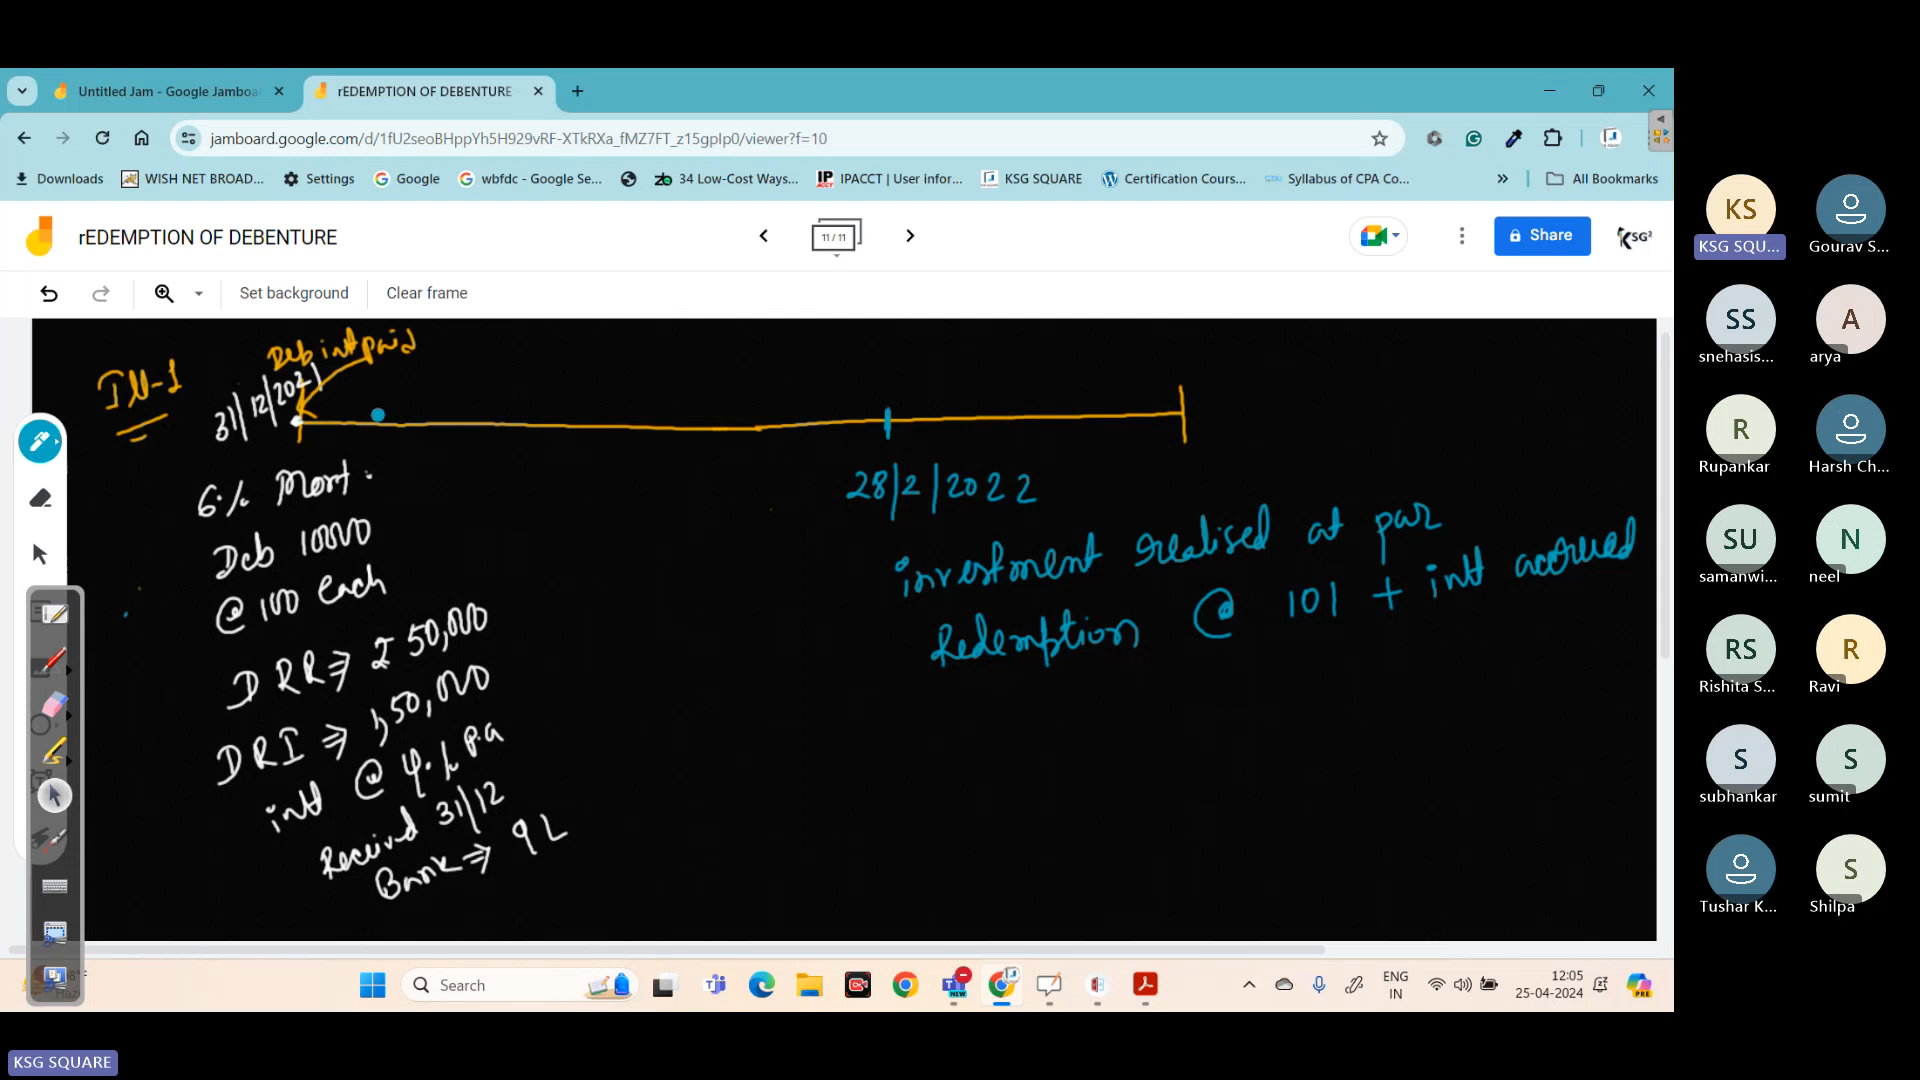 Untitled Jam - Google Jamboa
rEDEMPTION OF DEBENTURE -
jamboard.google.com/d/1fU2seoBHppYh5H929vRF-XTkRXa_fMZ7FT_z15gpIp0/viewer?f=10
Downloads
WISH NET BROAD...
Settings
Google
wbfdc - Google Se...
34 Low-Cost Ways...
IPACCT | User infor...
KSG SQUARE
Certification Cours...
Syllabus of CPA Co...
All Bookmarks
rEDEMPTION OF DEBENTURE
11 / 11
Share
KSG²
Set background
Clear frame
Ill-1
Deb int paid
31/12/2021
6% Mort.
Deb 10000
@ 100 each
DRR ⇒ 50,000
DRI ⇒ 1,50,000
int @ 4% p.a
Received 31/12
Bank ⇒ 9L
28/2/2022
investment realised at par
Redemption @ 101 + int accrued
KS
KSG SQU...
Gourav S...
SS
snehasis...
A
arya
R
Rupankar
Harsh Ch...
SU
samanwi...
N
neel
RS
Rishita S...
R
Ravi
S
subhankar
S
sumit
Tushar K...
S
Shilpa
Search
NEW
ENG
IN
12:05
25-04-2024
PRE
KSG SQUARE